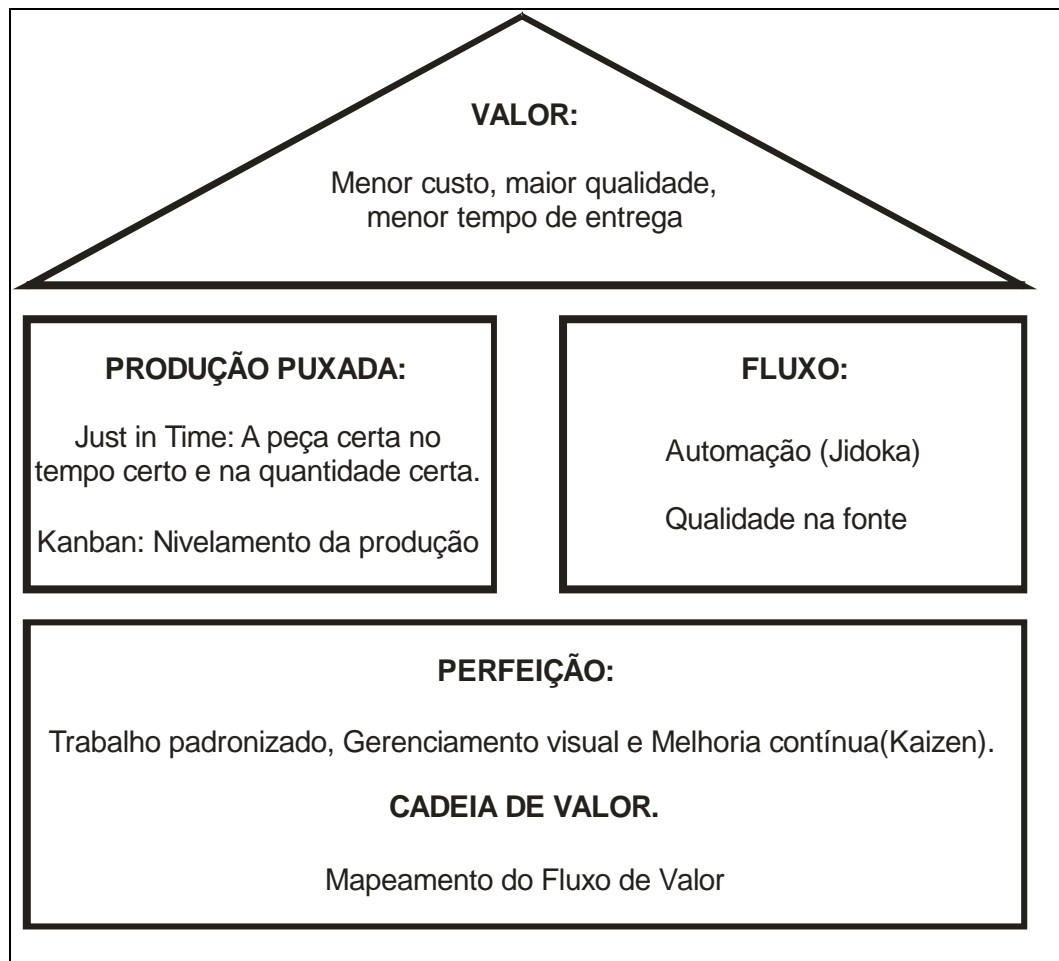 VALOR:
Menor custo, maior qualidade,
menor tempo de entrega
PRODUÇÃO PUXADA:
Just in Time: A peça certa no
tempo certo e na quantidade certa.
Kanban: Nivelamento da produção
FLUXO:
Automação (Jidoka)
Qualidade na fonte
PERFEIÇÃO:
Trabalho padronizado, Gerenciamento visual e Melhoria contínua(Kaizen).
CADEIA DE VALOR.
Mapeamento do Fluxo de Valor